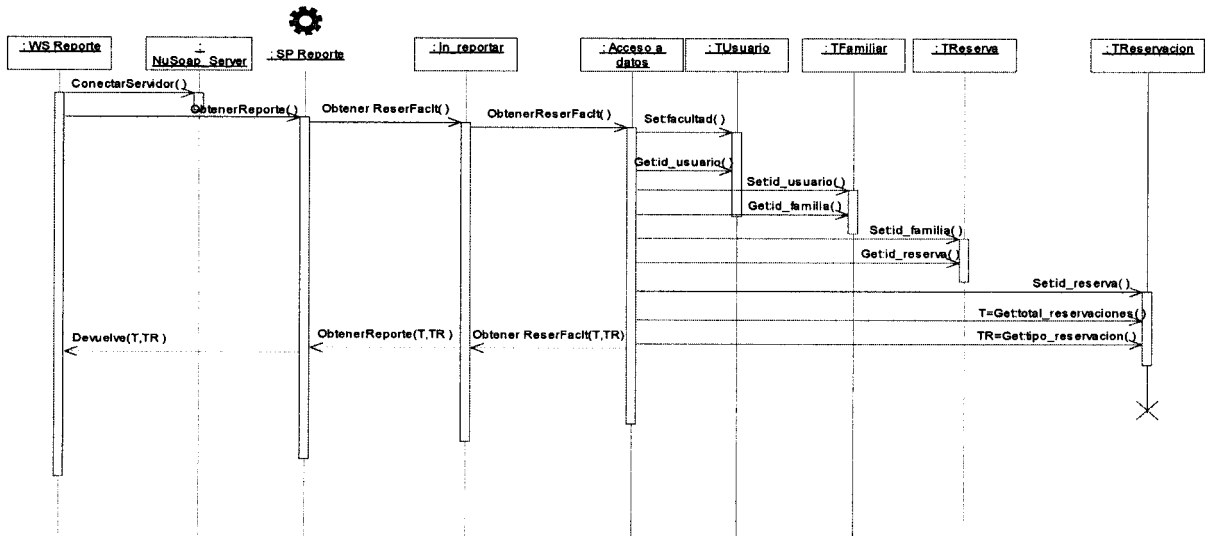 : WS Reporte
:
NuSoap_Server
: SP Reporte
: In_reportar
: Acceso a
datos
: TUsuario
: TFamiliar
: TReserva
: TReservacion
ConectarServidor()
ObtenerReporte()
Obtener ReserFaclt()
ObtenerReserFaclt()
Set:facultad()
Get:id_usuario()
Set:id_usuario()
Get:id_familia()
Set:id_familia()
Get:id_reserva()
Set:id_reserva()
T=Get:total_reservaciones()
TR=Get:tipo_reservacion()
Obtener ReserFaclt(T,TR)
ObtenerReporte(T,TR )
Devuelve(T,TR )